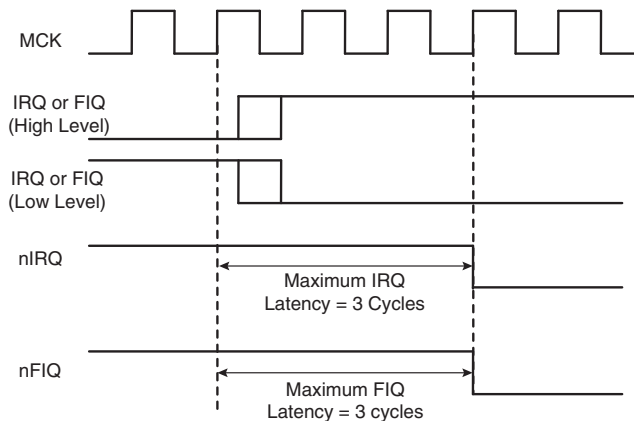 MCK
IRQ or FIQ
(High Level)
IRQ or FIQ
(Low Level)
nIRQ
Maximum IRQ
Latency = 3 Cycles
nFIQ
Maximum FIQ
Latency = 3 cycles